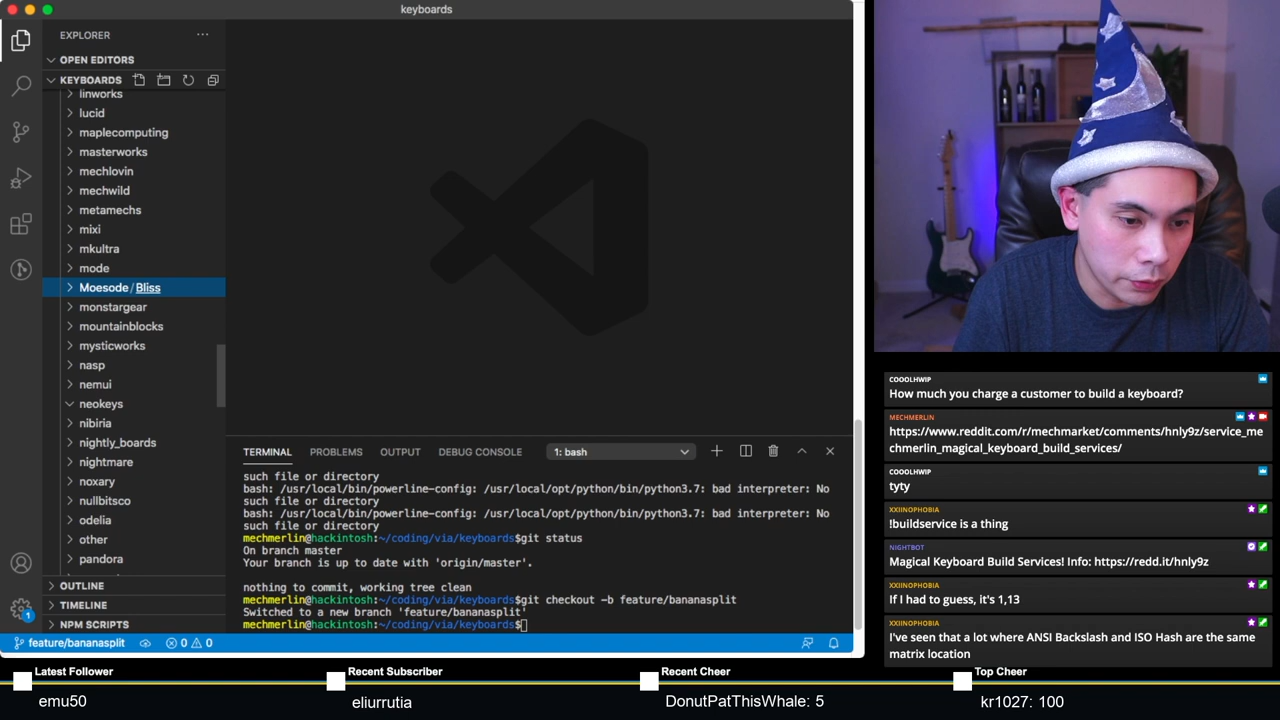 keyboards
EXPLORER
OPEN EDITORS
KEYBOARDS
linworks
lucid
maplecomputing
masterworks
mechlovin
mechwild
metamechs
mixi
mkultra
mode
Moesode / Bliss
monstargear
mountainblocks
mysticworks
nasp
nemui
neokeys
nibiria
nightly_boards
nightmare
noxary
nullbitsco
odelia
other
pandora
OUTLINE
TIMELINE
NPM SCRIPTS
1
TERMINAL PROBLEMS OUTPUT DEBUG CONSOLE 1: bash
such file or directory
bash: /usr/local/bin/powerline-config: /usr/local/opt/python/bin/python3.7: bad interpreter: No
such file or directory
bash: /usr/local/bin/powerline-config: /usr/local/opt/python/bin/python3.7: bad interpreter: No
such file or directory
mechmerlin@hackintosh:~/coding/via/keyboards$git status
On branch master
Your branch is up to date with 'origin/master'.
nothing to commit, working tree clean
mechmerlin@hackintosh:~/coding/via/keyboards$git checkout -b feature/bananasplit
Switched to a new branch 'feature/bananasplit'
mechmerlin@hackintosh:~/coding/via/keyboards$
feature/bananasplit 0 0
COOOLHWIP
How much you charge a customer to build a keyboard?
MECHMERLIN
https://www.reddit.com/r/mechmarket/comments/hnly9z/service_me
chmerlin_magical_keyboard_build_services/
COOOLHWIP
tyty
XXIINOPHOBIA
!buildservice is a thing
NIGHTBOT
Magical Keyboard Build Services! Info: https://redd.it/hnly9z
XXIINOPHOBIA
If I had to guess, it's 1,13
XXIINOPHOBIA
I've seen that a lot where ANSI Backslash and ISO Hash are the same
matrix location
Latest Follower
emu50
Recent Subscriber
eliurrutia
Recent Cheer
DonutPatThisWhale: 5
Top Cheer
kr1027: 100